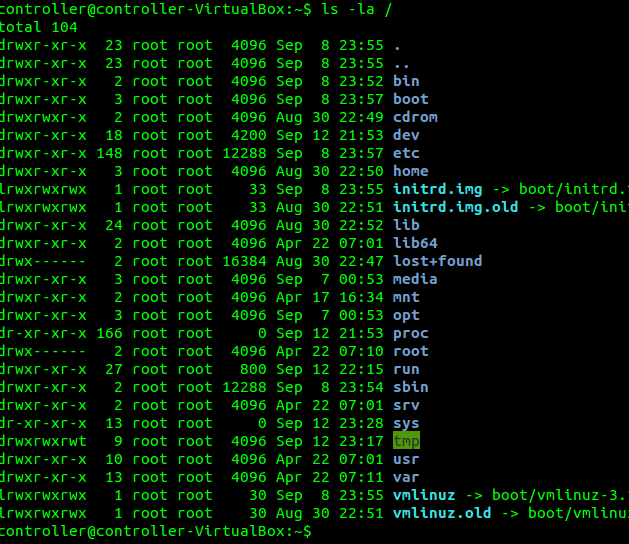 controller@controller-VirtualBox:~$ ls -la /
total 104
drwxr-xr-x  23 root root  4096 Sep  8 23:55 .
drwxr-xr-x  23 root root  4096 Sep  8 23:55 ..
drwxr-xr-x   2 root root  4096 Sep  8 23:52 bin
drwxr-xr-x   3 root root  4096 Sep  8 23:57 boot
drwxrwxr-x   2 root root  4096 Aug 30 22:49 cdrom
drwxr-xr-x  18 root root  4200 Sep 12 21:53 dev
drwxr-xr-x 148 root root 12288 Sep  8 23:57 etc
drwxr-xr-x   3 root root  4096 Aug 30 22:50 home
lrwxrwxrwx   1 root root    33 Sep  8 23:55 initrd.img -> boot/initrd.
lrwxrwxrwx   1 root root    33 Aug 30 22:51 initrd.img.old -> boot/ini
drwxr-xr-x  24 root root  4096 Aug 30 22:52 lib
drwxr-xr-x   2 root root  4096 Apr 22 07:01 lib64
drwx------   2 root root 16384 Aug 30 22:47 lost+found
drwxr-xr-x   3 root root  4096 Sep  7 00:53 media
drwxr-xr-x   2 root root  4096 Apr 17 16:34 mnt
drwxr-xr-x   3 root root  4096 Sep  7 00:53 opt
dr-xr-xr-x 166 root root     0 Sep 12 21:53 proc
drwx------   2 root root  4096 Apr 22 07:10 root
drwxr-xr-x  27 root root   800 Sep 12 22:15 run
drwxr-xr-x   2 root root 12288 Sep  8 23:54 sbin
drwxr-xr-x   2 root root  4096 Apr 22 07:01 srv
dr-xr-xr-x  13 root root     0 Sep 12 23:28 sys
drwxrwxrwt   9 root root  4096 Sep 12 23:17 tmp
drwxr-xr-x  10 root root  4096 Apr 22 07:01 usr
drwxr-xr-x  13 root root  4096 Apr 22 07:11 var
lrwxrwxrwx   1 root root    30 Sep  8 23:55 vmlinuz -> boot/vmlinuz-3.
lrwxrwxrwx   1 root root    30 Aug 30 22:51 vmlinuz.old -> boot/vmlinu
controller@controller-VirtualBox:~$